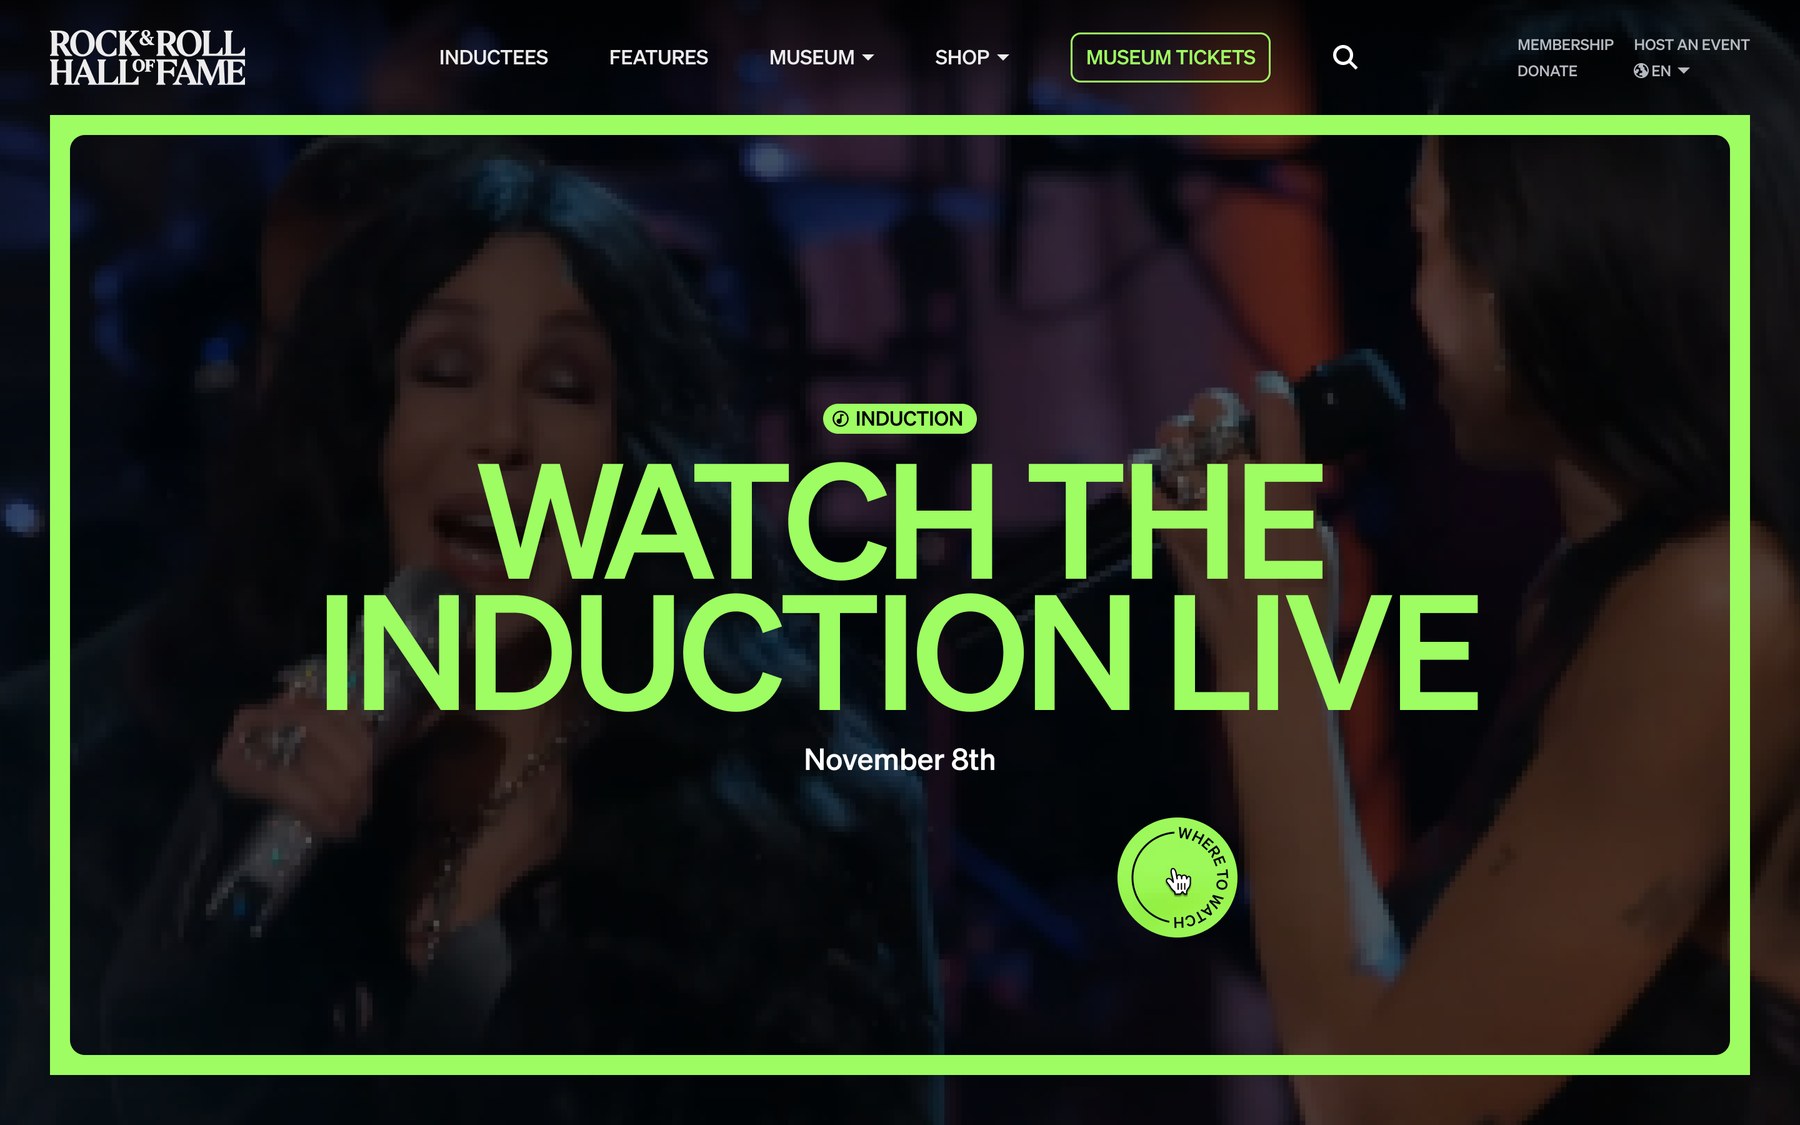 ROCK&ROLL
HALL OF FAME
INDUCTEES
FEATURES
MUSEUM
SHOP
MUSEUM TICKETS
MEMBERSHIP
HOST AN EVENT
DONATE
EN
INDUCTION
WATCH THE
INDUCTION LIVE
November 8th
WHERE TO WATCH